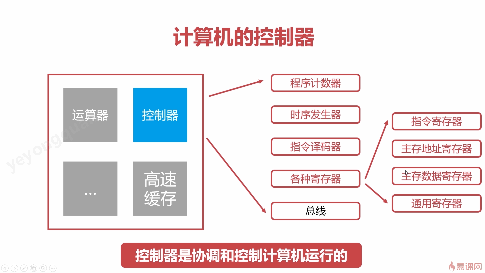 计算机的控制器
运算器
控制器
...
高速
缓存
程序计数器
时序发生器
指令译码器
各种寄存器
总线
指令寄存器
主存地址寄存器
主存数据寄存器
通用寄存器
控制器是协调和控制计算机运行的
慕课网